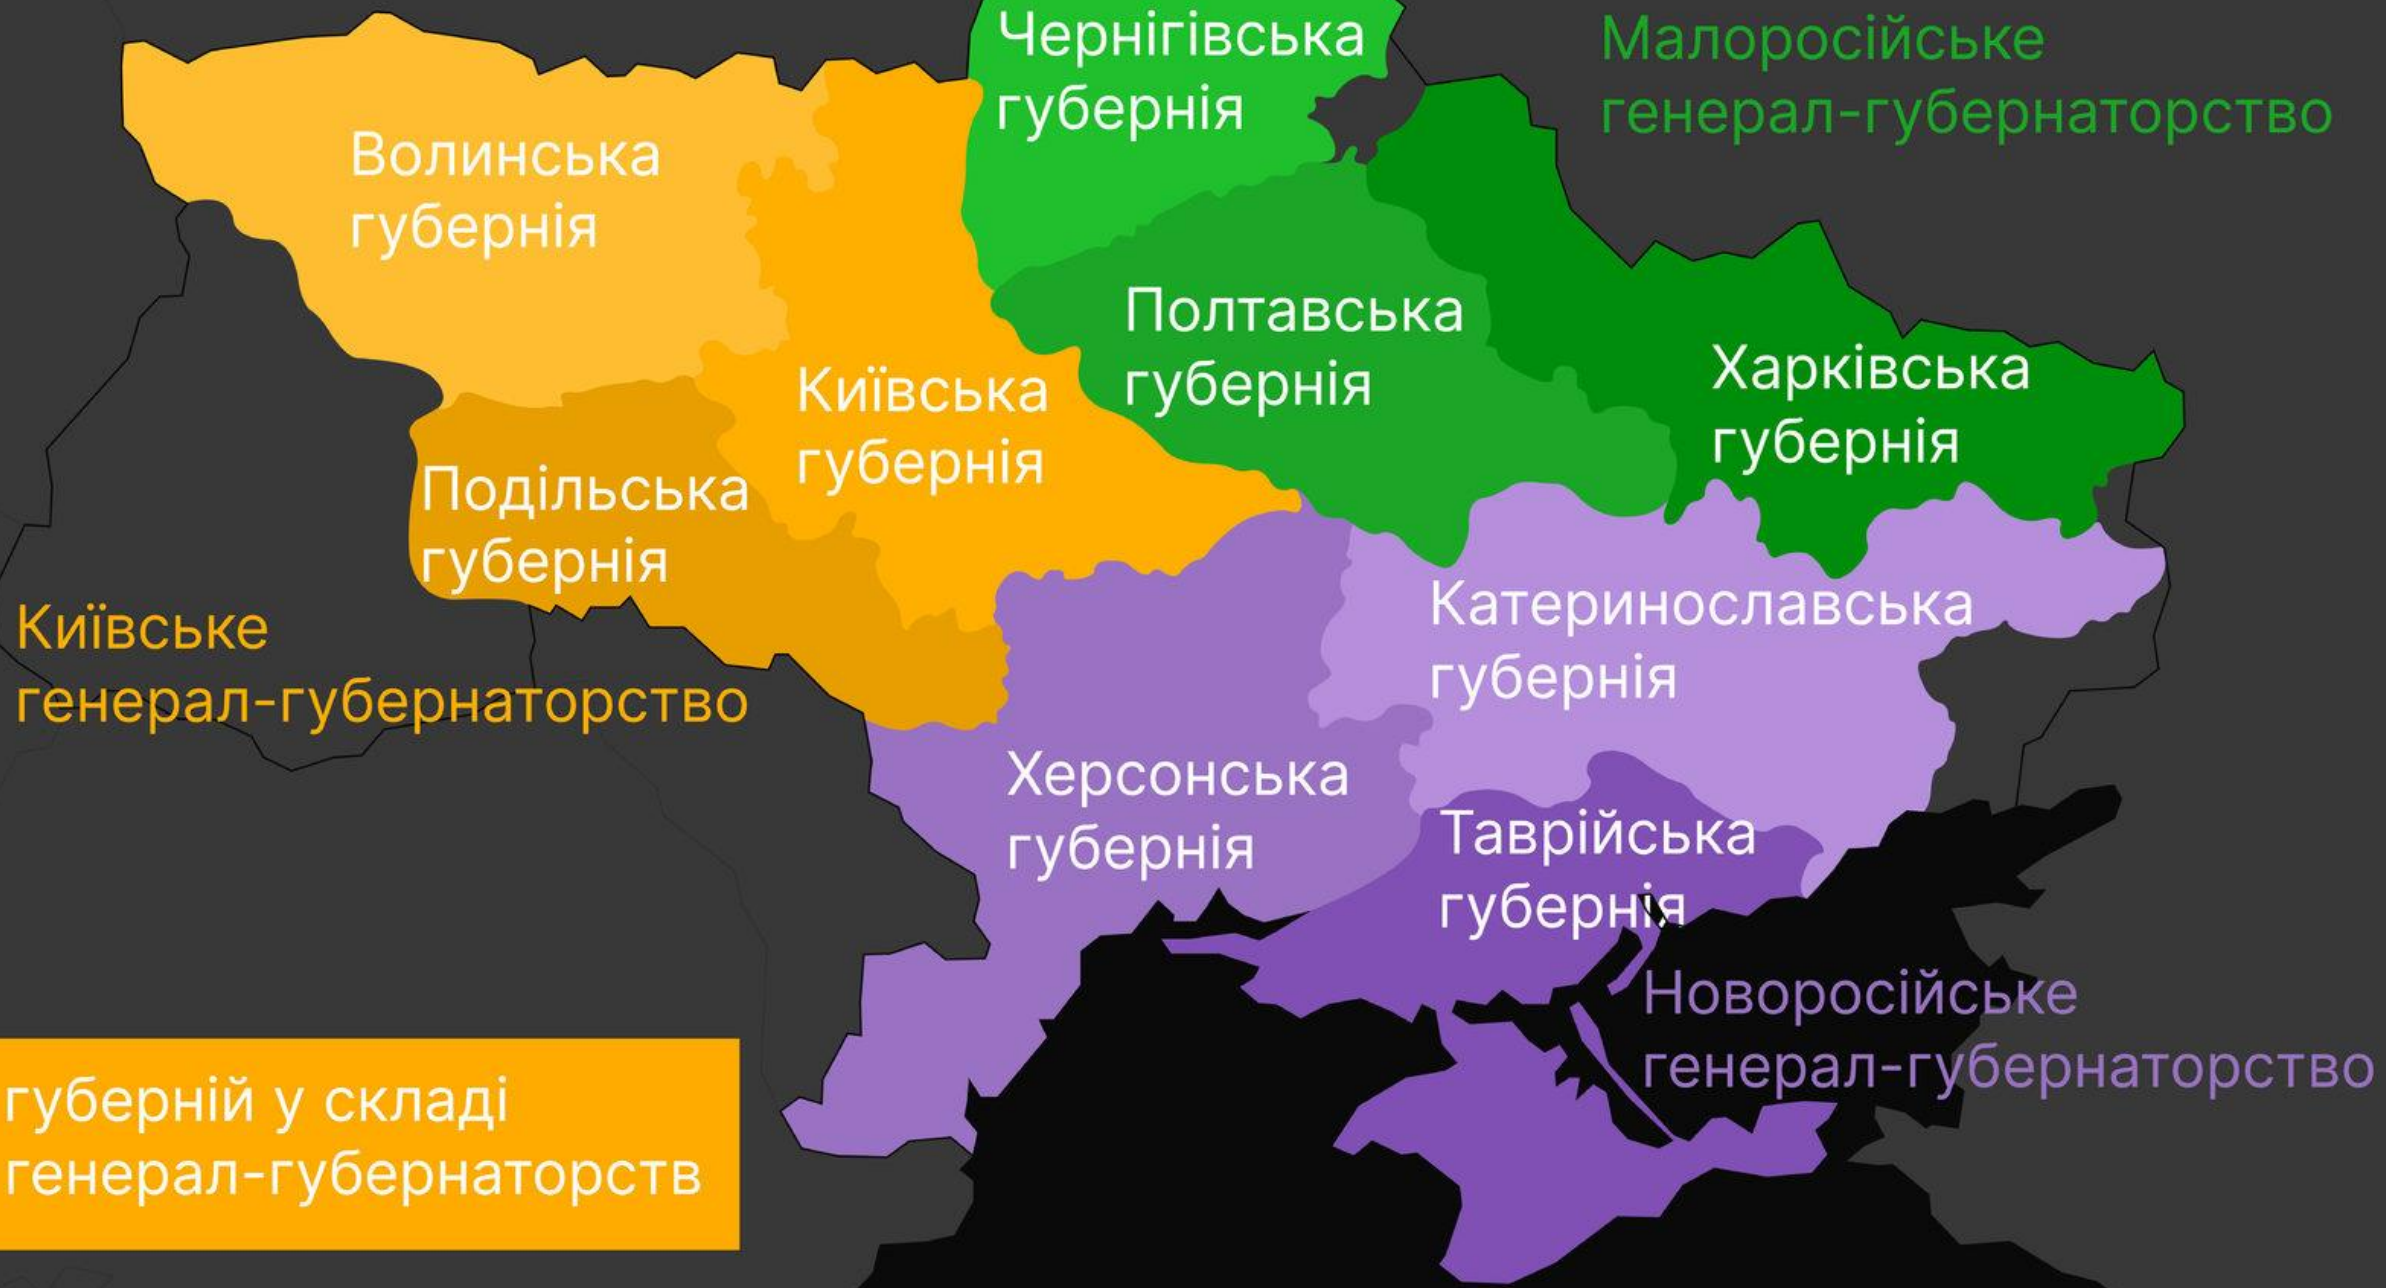 Чернігівська
губернія
Малоросійське
генерал-губернаторство
Волинська
губернія
Полтавська
губернія
Харківська
губернія
Київська
губернія
Подільська
губернія
Київське
генерал-губернаторство
Катеринославська
губернія
Херсонська
губернія
Таврійська
губернія
Новоросійське
генерал-губернаторство
губерній у складі
генерал-губернаторств